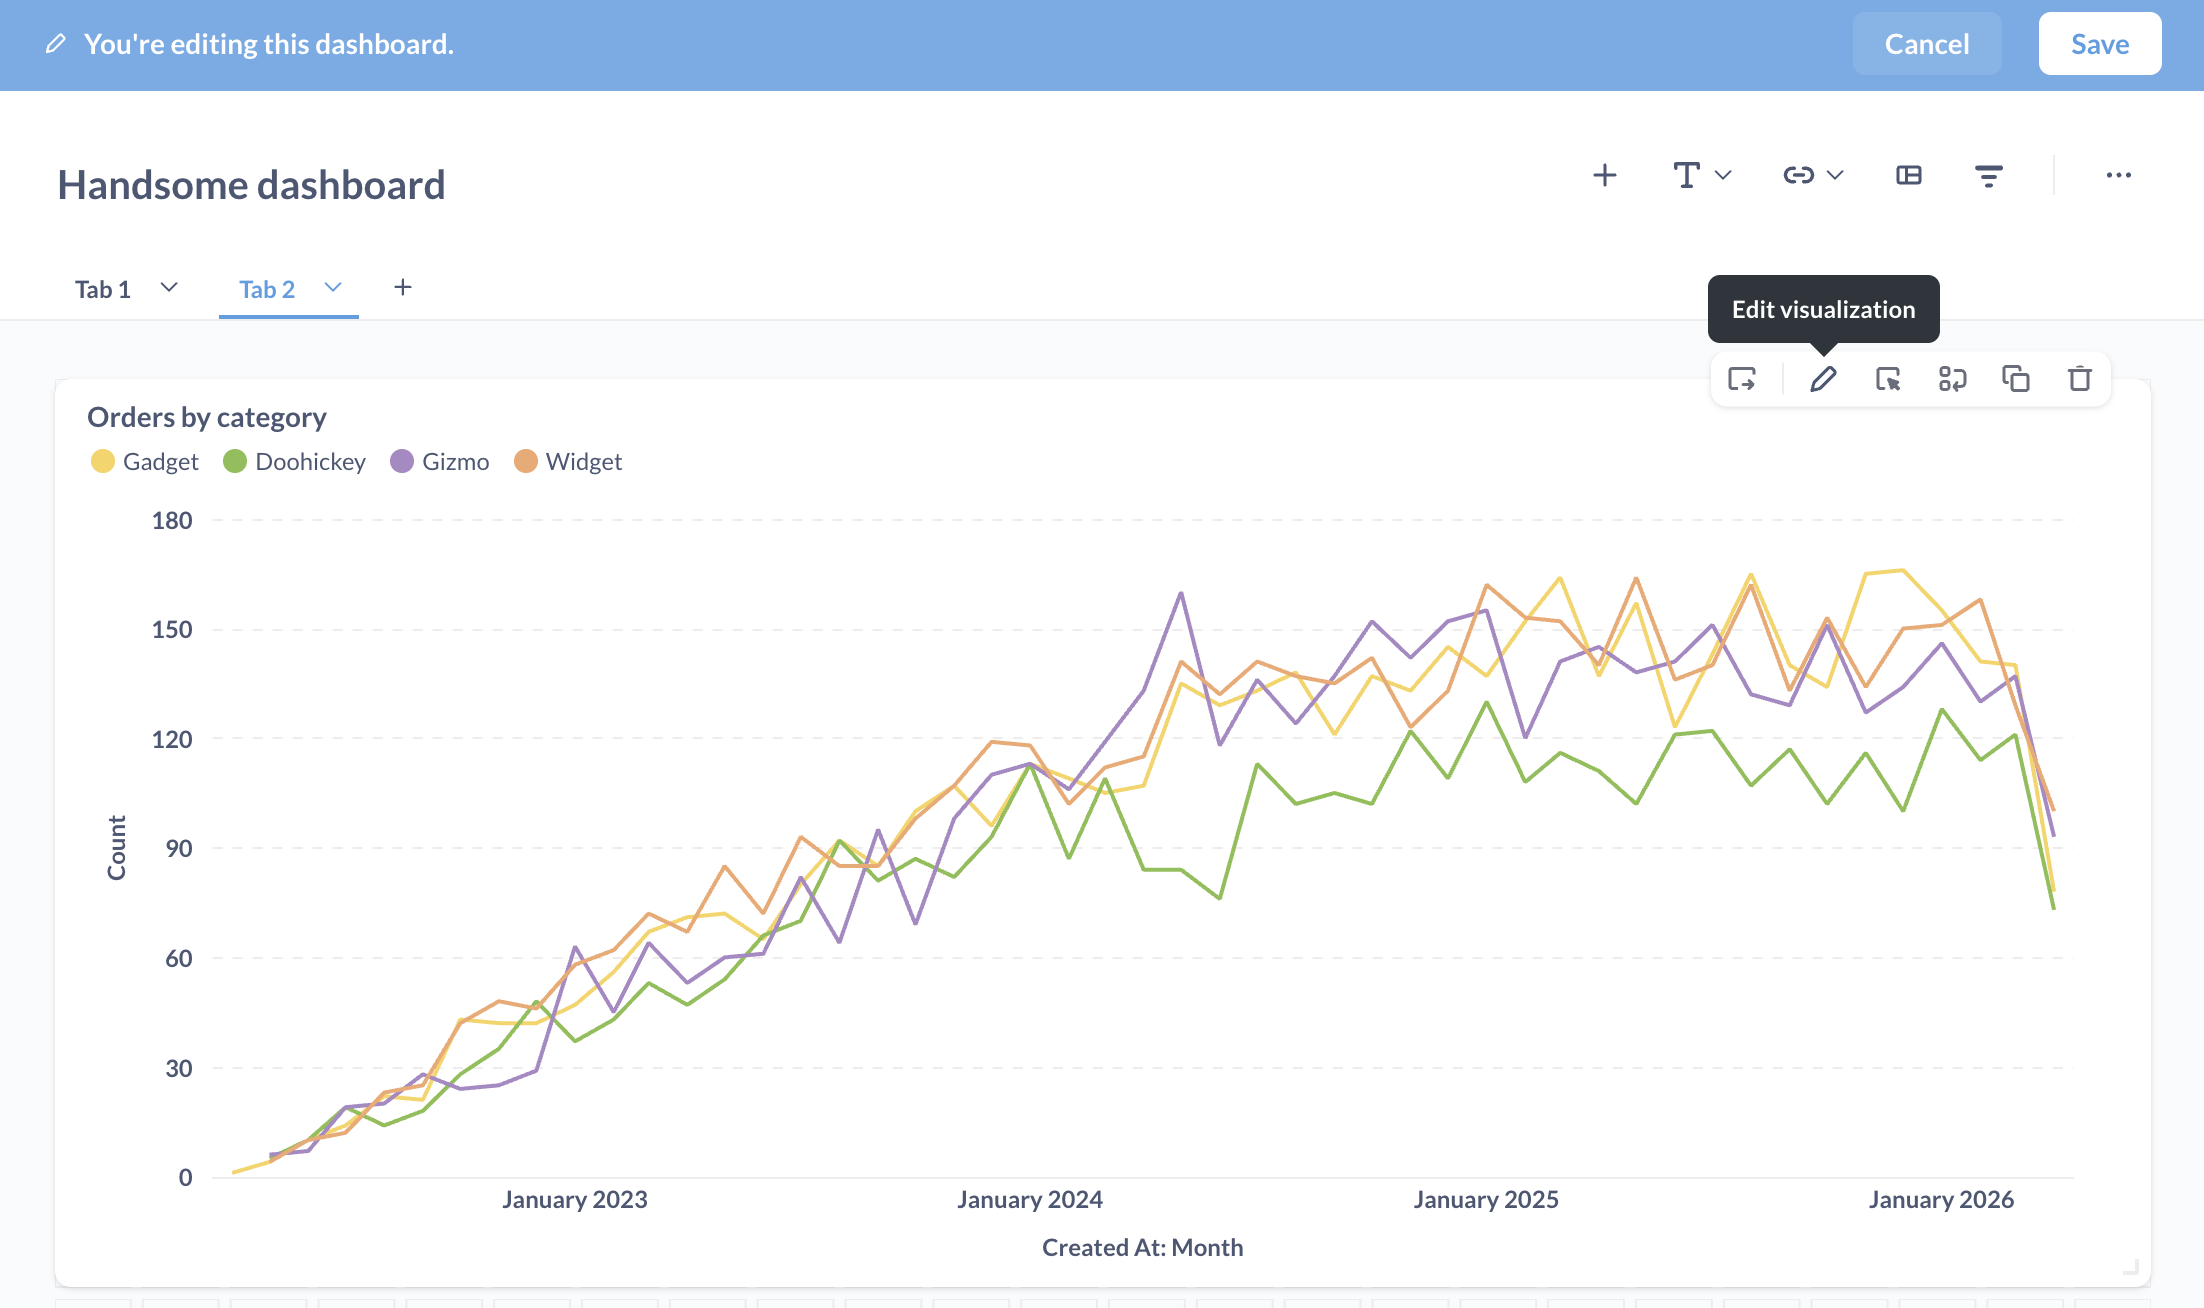 You're editing this dashboard.
Cancel
Save
Handsome dashboard
Tab 1
Tab 2
Edit visualization
Orders by category
Gadget
Doohickey
Gizmo
Widget
180
150
120
90
60
30
0
Count
January 2023
January 2024
January 2025
January 2026
Created At: Month